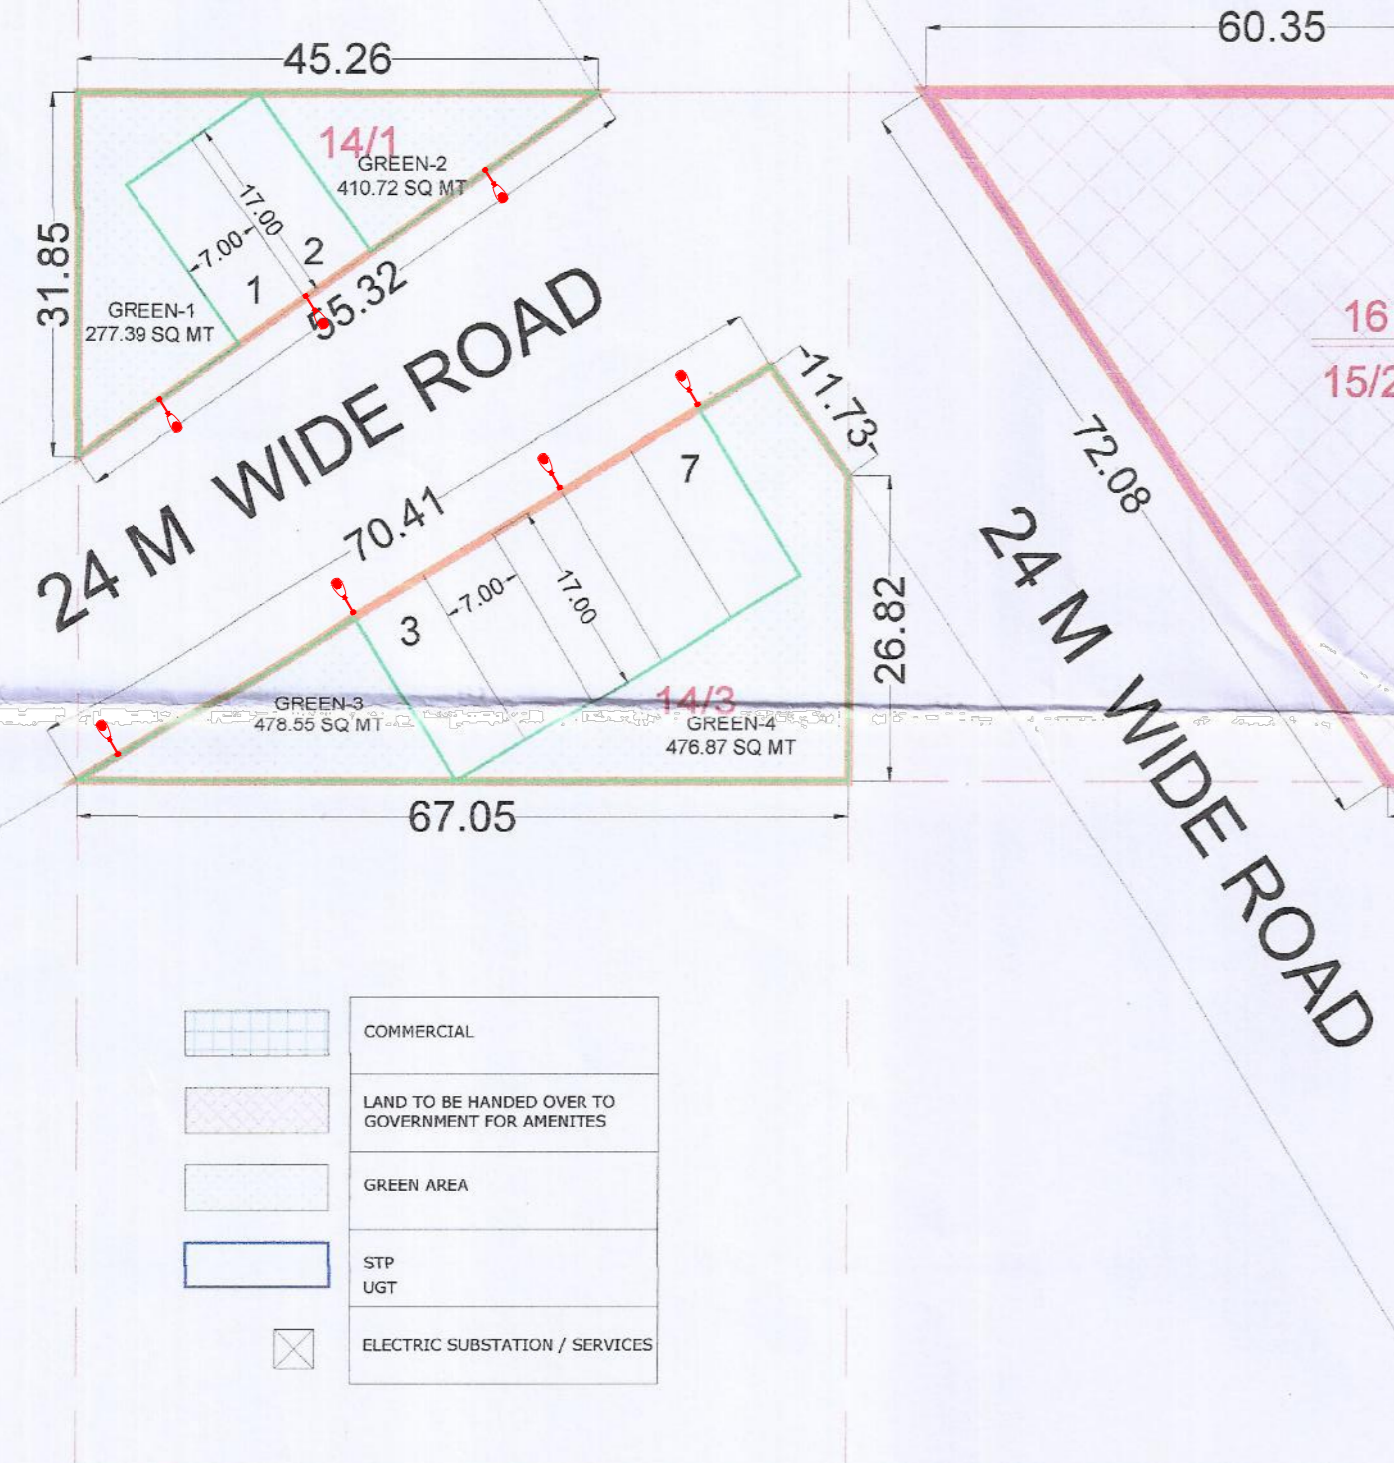 45.26
60.35
14/1
GREEN-2
410.72 SQ MT
17.00
7.00
2
1
31.85
GREEN-1
277.39 SQ MT
55.32
24 M WIDE ROAD
11.73
16
15/2
7
72.08
70.41
3
7.00
17.00
26.82
24 M WIDE ROAD
GREEN-3
478.55 SQ MT
14/3
GREEN-4
476.87 SQ MT
67.05
COMMERCIAL
LAND TO BE HANDED OVER TO
GOVERNMENT FOR AMENITES
GREEN AREA
STP
UGT
ELECTRIC SUBSTATION / SERVICES